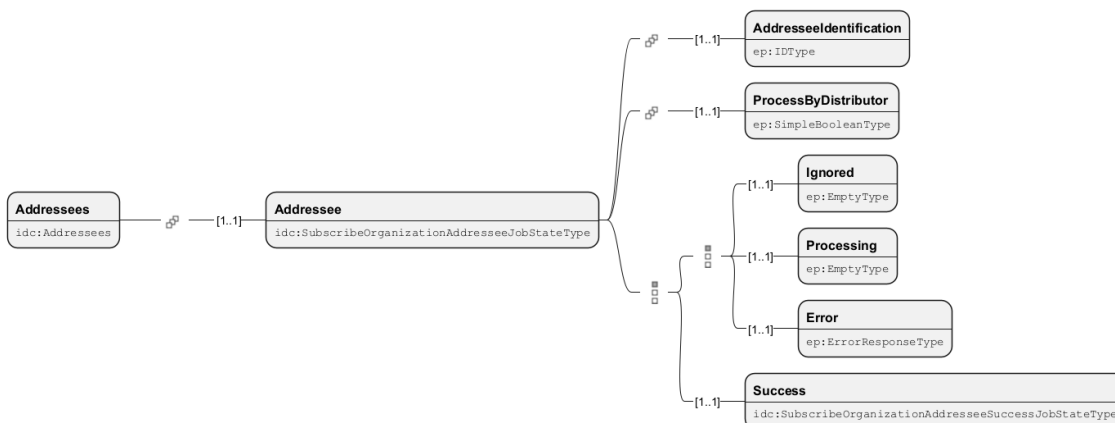 AddresseeIdentification
[1..1]
ep:IDType
ProcessByDistributor
[1..1]
ep:SimpleBooleanType
Ignored
[1..1]
ep:EmptyType
Addressees
[1..1]
idc:Addressees
Addressee
idc:SubscribeOrganizationAddresseeJobStateType
Processing
[1..1]
ep:EmptyType
Error
[1..1]
ep:ErrorResponseType
Success
[1..1]
idc:SubscribeOrganizationAddresseeSuccessJobStateType